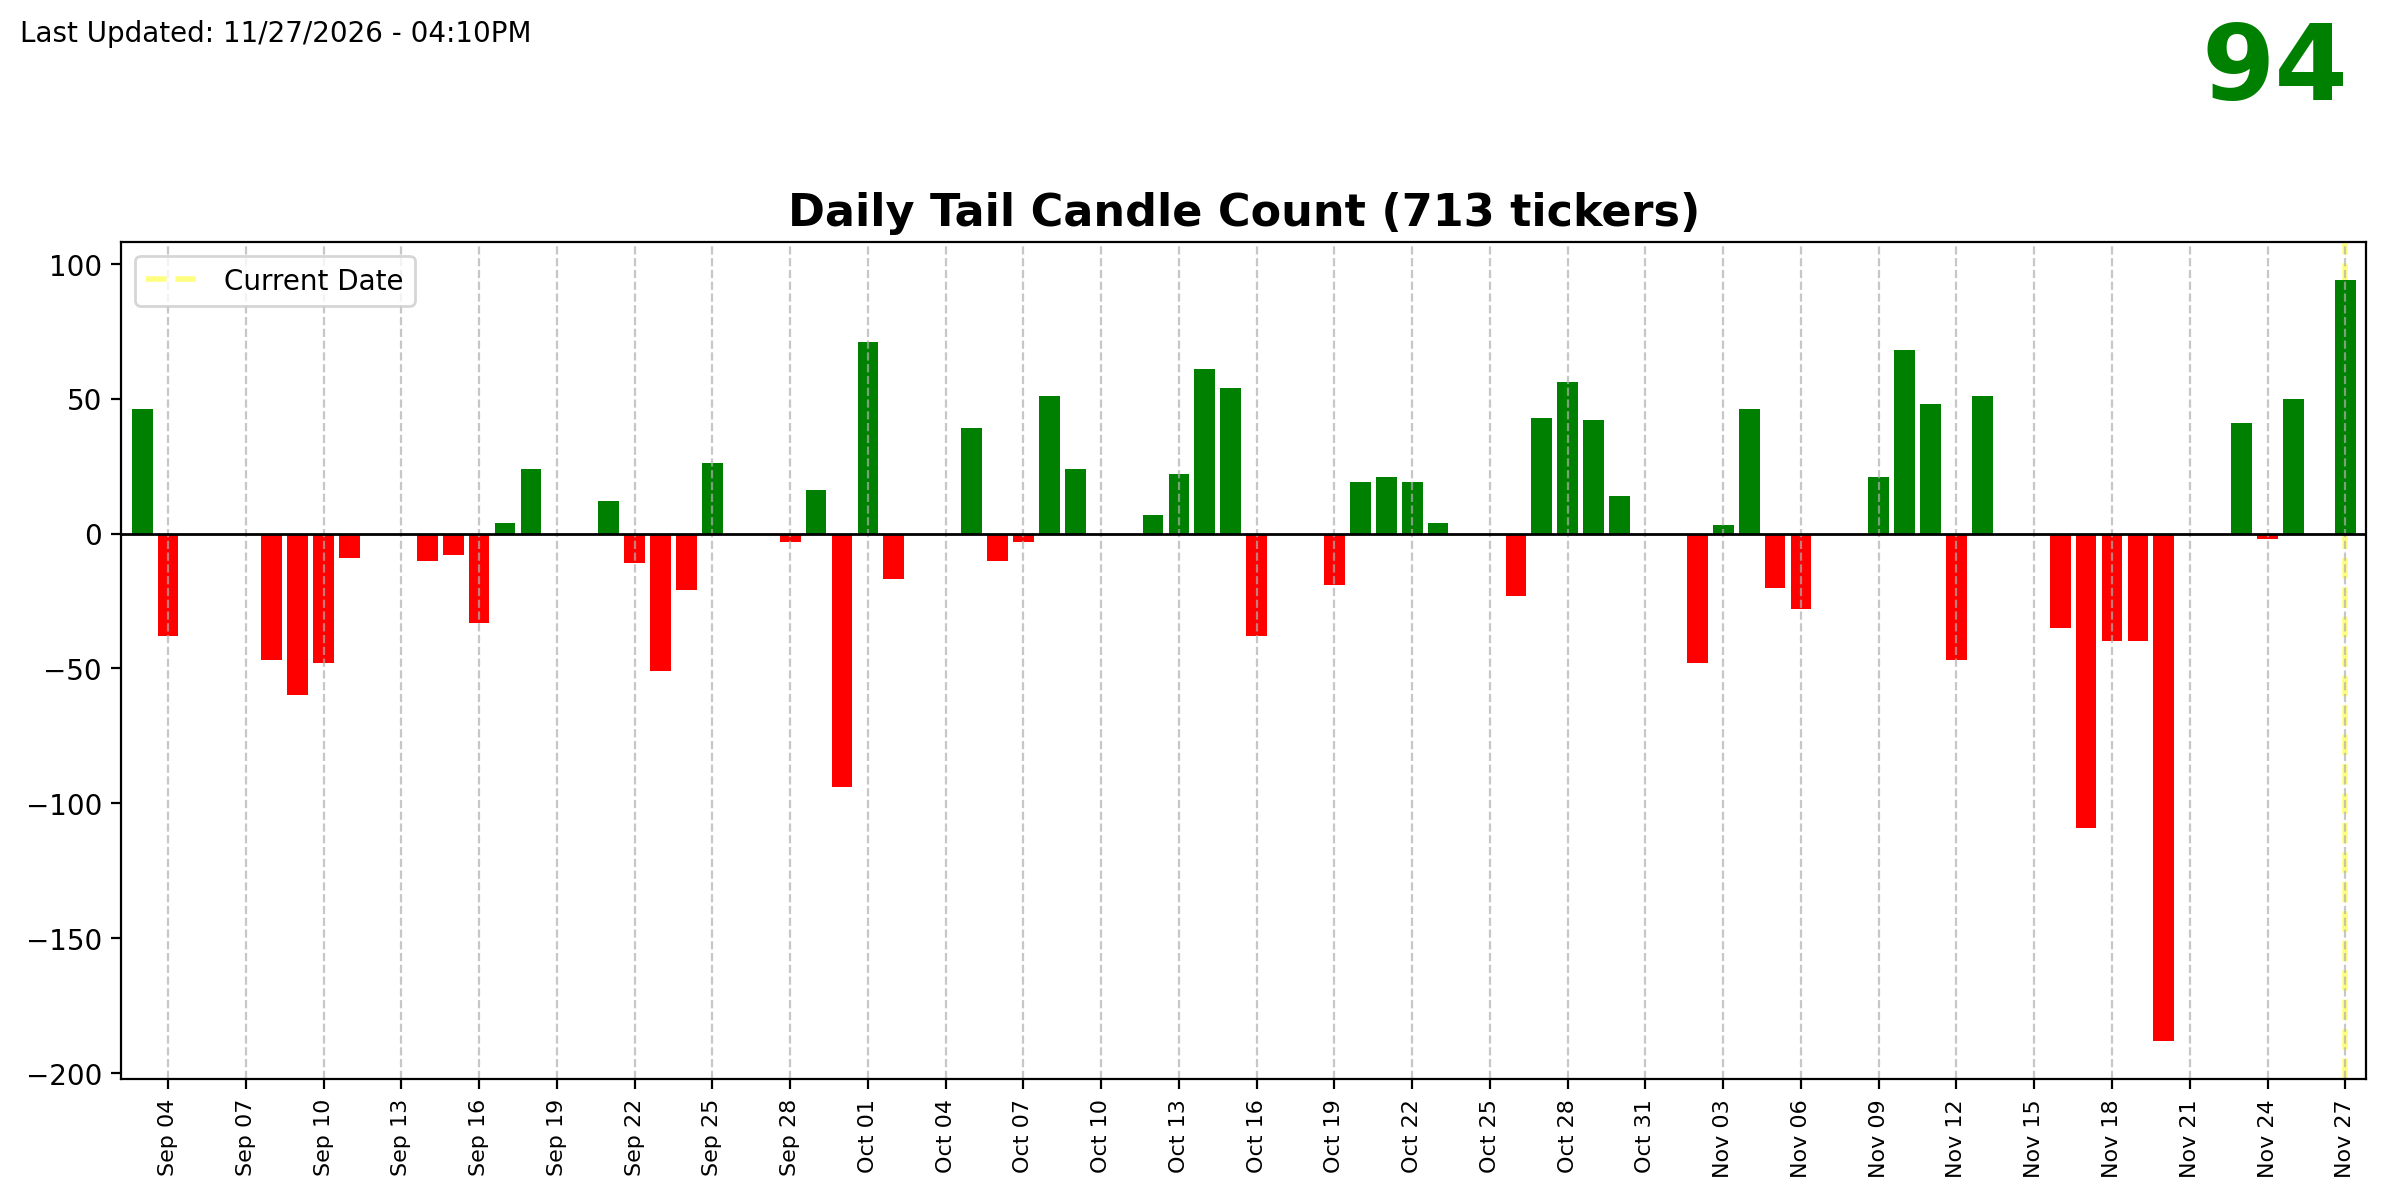 Last Updated: 11/27/2026 - 04:10PM
94
Daily Tail Candle Count (713 tickers)
Current Date
100
50
0
−50
−100
−150
−200
Sep 04
Sep 07
Sep 10
Sep 13
Sep 16
Sep 19
Sep 22
Sep 25
Sep 28
Oct 01
Oct 04
Oct 07
Oct 10
Oct 13
Oct 16
Oct 19
Oct 22
Oct 25
Oct 28
Oct 31
Nov 03
Nov 06
Nov 09
Nov 12
Nov 15
Nov 18
Nov 21
Nov 24
Nov 27